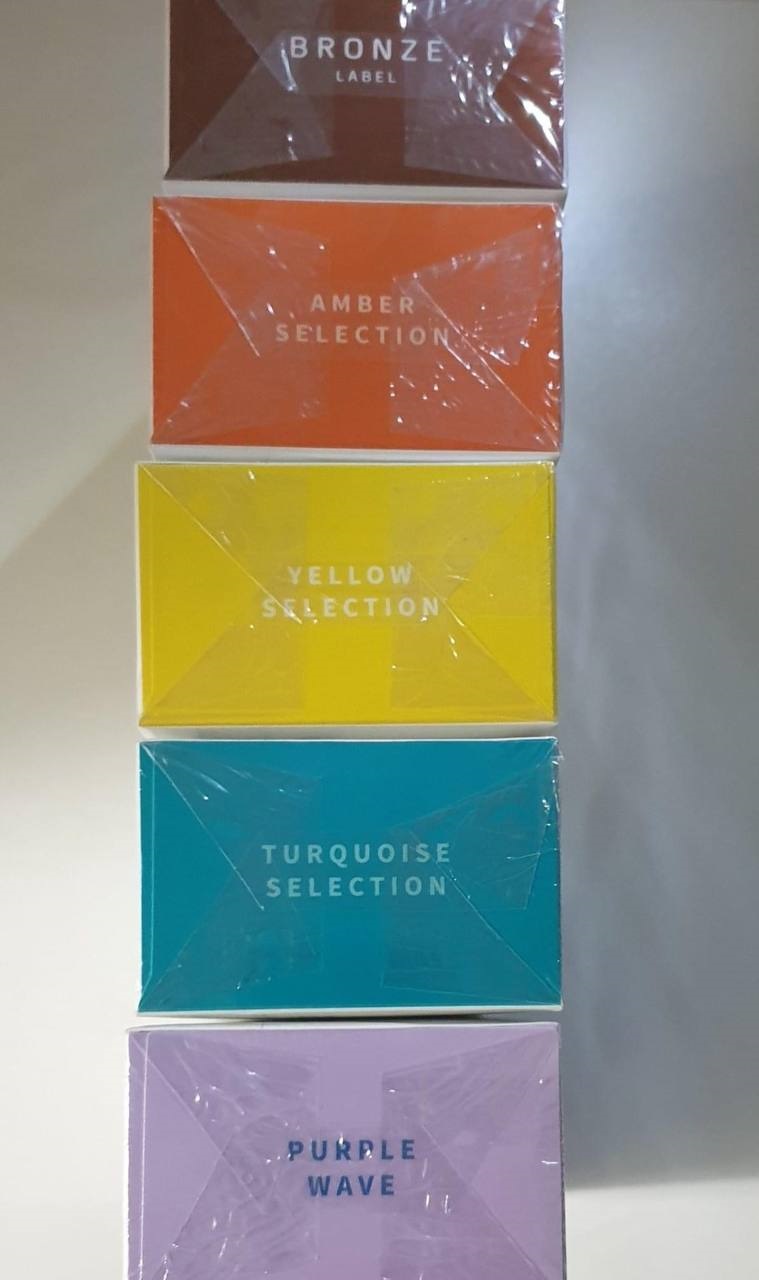 BRONZE
LABEL
AMBER
SELECTION
YELLOW
SELECTION
TURQUOISE
SELECTION
PURPLE
WAVE